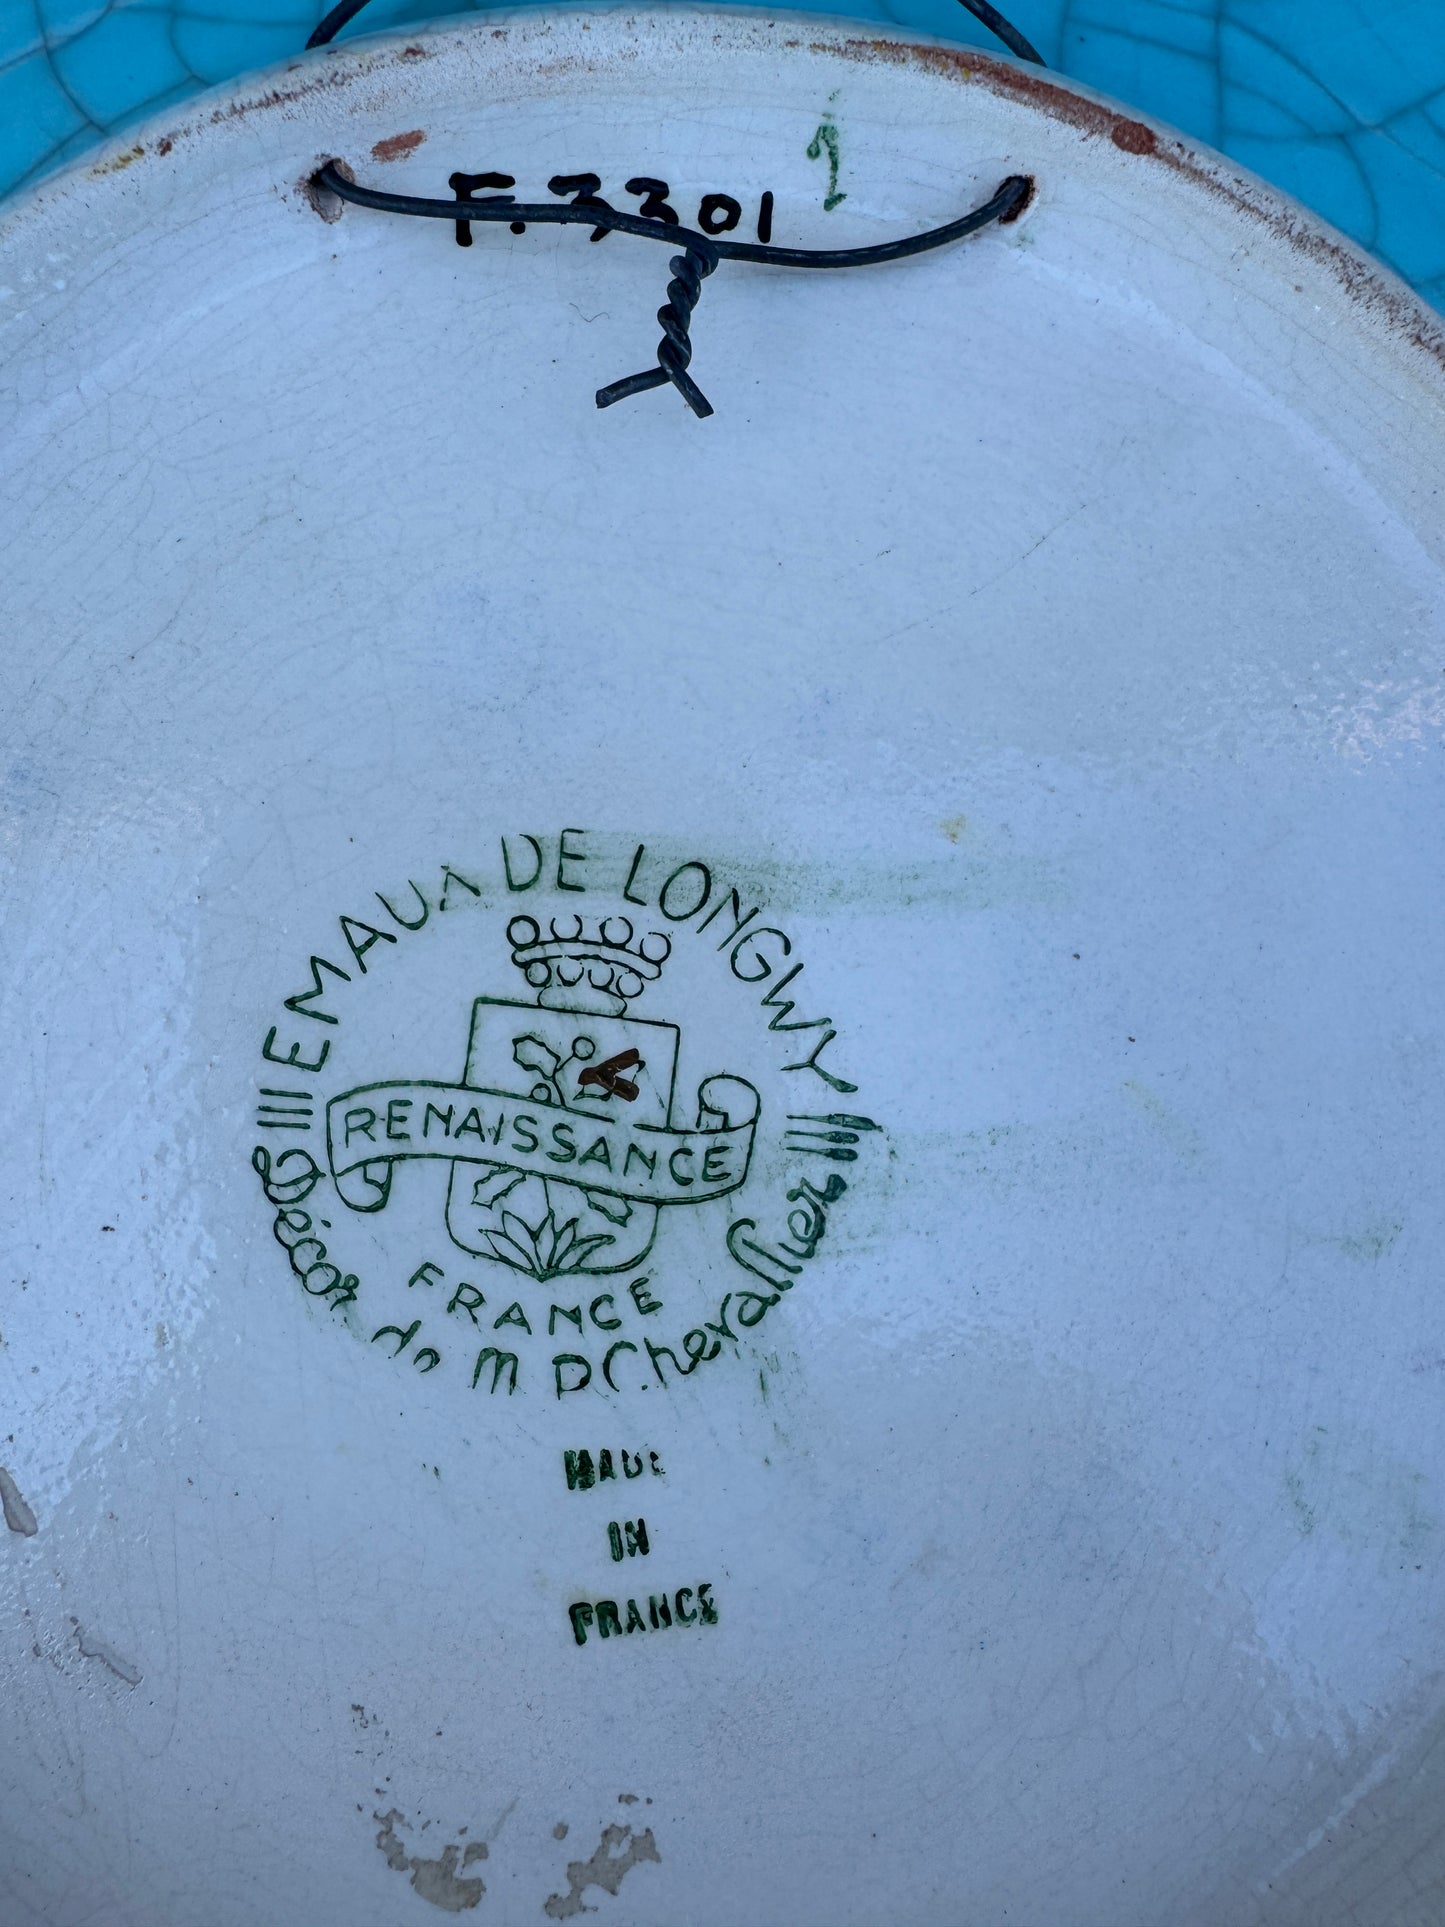 F.3301
EMAUX DE LONGWY
RENAISSANCE
FRANCE
Décor de M P Chevallier
MADE
IN
FRANCE